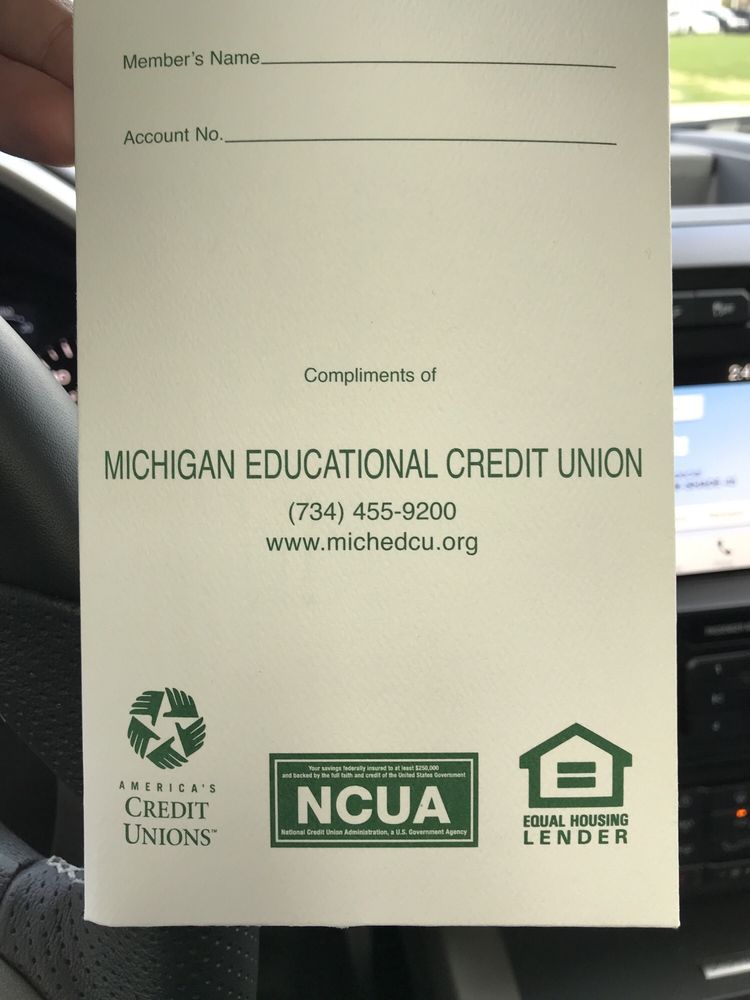 Member's Name
Account No.
Compliments of
MICHIGAN EDUCATIONAL CREDIT UNION
(734) 455-9200
www.michedcu.org
AMERICA'S
CREDIT
UNIONS™
Your savings federally insured to at least $250,000
and backed by the full faith and credit of the United States Government
NCUA
National Credit Union Administration, a U.S. Government Agency
EQUAL HOUSING
LENDER